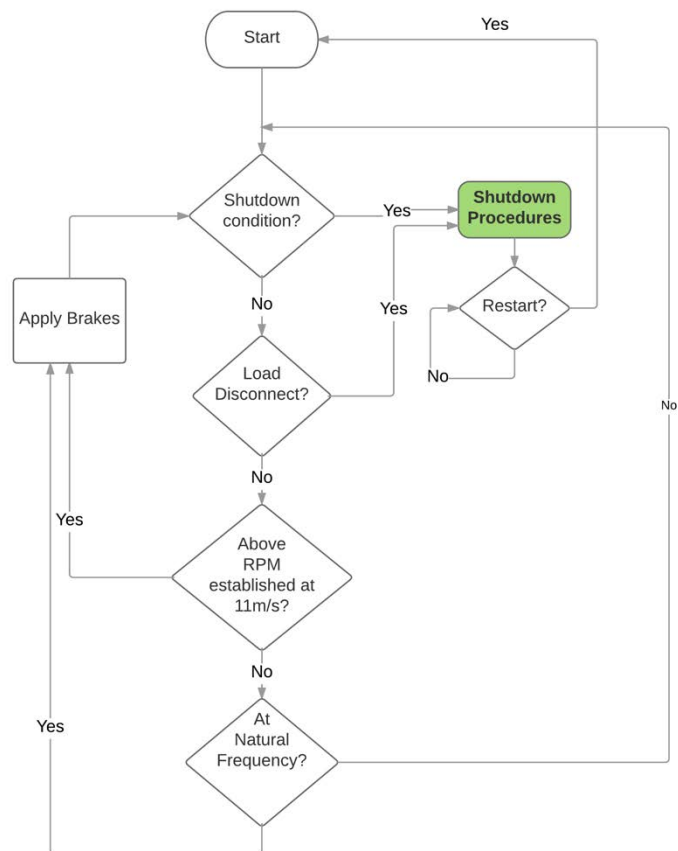 Start
Yes
Shutdown
condition?
Yes
Shutdown
Procedures
Apply Brakes
No
Yes
Restart?
Load
Disconnect?
No
No
No
Yes
Above
RPM
established at
11m/s?
No
Yes
At
Natural
Frequency?